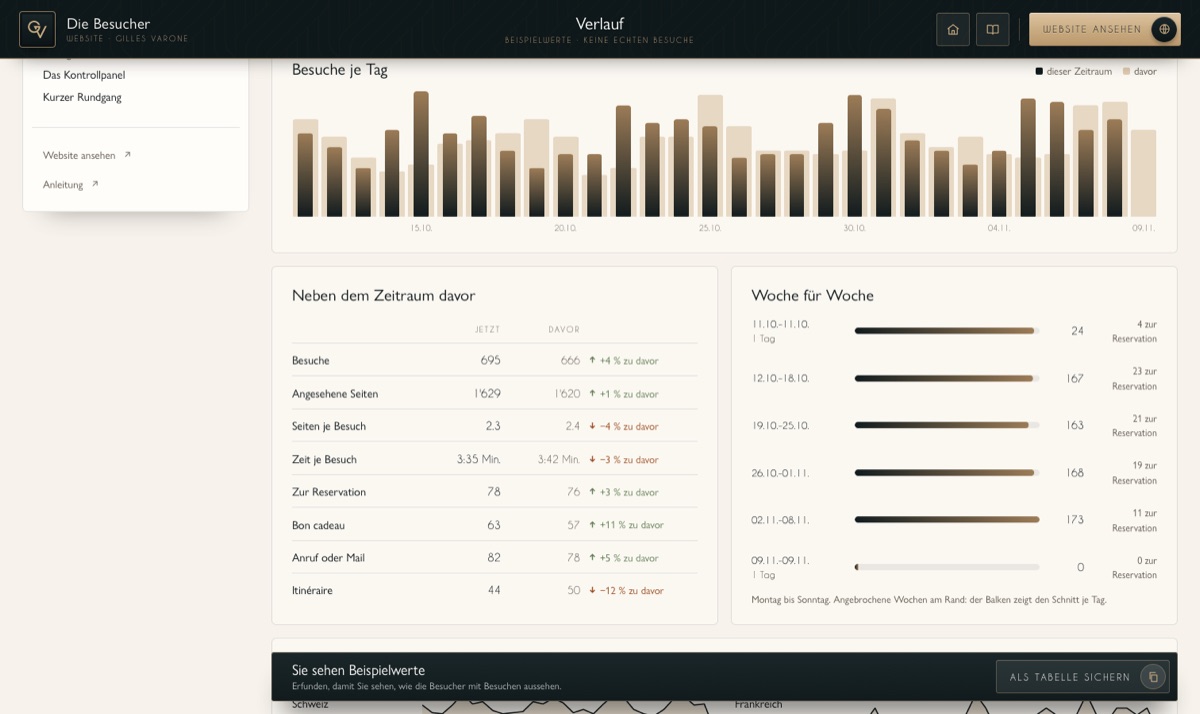 Die Besucher
WEBSITE · GILLES VARONE
Verlauf
BEISPIELWERTE · KEINE ECHTEN BESUCHE
WEBSITE ANSEHEN
Das Kontrollpanel
Kurzer Rundgang
Website ansehen ↗
Anleitung ↗
Besuche je Tag
dieser Zeitraum davor
15.10. 20.10. 25.10. 30.10. 04.11. 09.11.
Neben dem Zeitraum davor
JETZT DAVOR
Besuche 695 666 ↑ +4 % zu davor
Angesehene Seiten 1'629 1'620 ↑ +1 % zu davor
Seiten je Besuch 2.3 2.4 ↓ −4 % zu davor
Zeit je Besuch 3:35 Min. 3:42 Min. ↓ −3 % zu davor
Zur Reservation 78 76 ↑ +3 % zu davor
Bon cadeau 63 57 ↑ +11 % zu davor
Anruf oder Mail 82 78 ↑ +5 % zu davor
Itinéraire 44 50 ↓ −12 % zu davor
Woche für Woche
11.10.–11.10. 24 4 zur
1 Tag Reservation
12.10.–18.10. 167 23 zur
Reservation
19.10.–25.10. 163 21 zur
Reservation
26.10.–01.11. 168 19 zur
Reservation
02.11.–08.11. 173 11 zur
Reservation
09.11.–09.11. 0 0 zur
1 Tag Reservation
Montag bis Sonntag. Angebrochene Wochen am Rand: der Balken zeigt den Schnitt je Tag.
Sie sehen Beispielwerte
Erfunden, damit Sie sehen, wie die Besucher mit Besuchen aussehen.
ALS TABELLE SICHERN
Schweiz
Frankreich